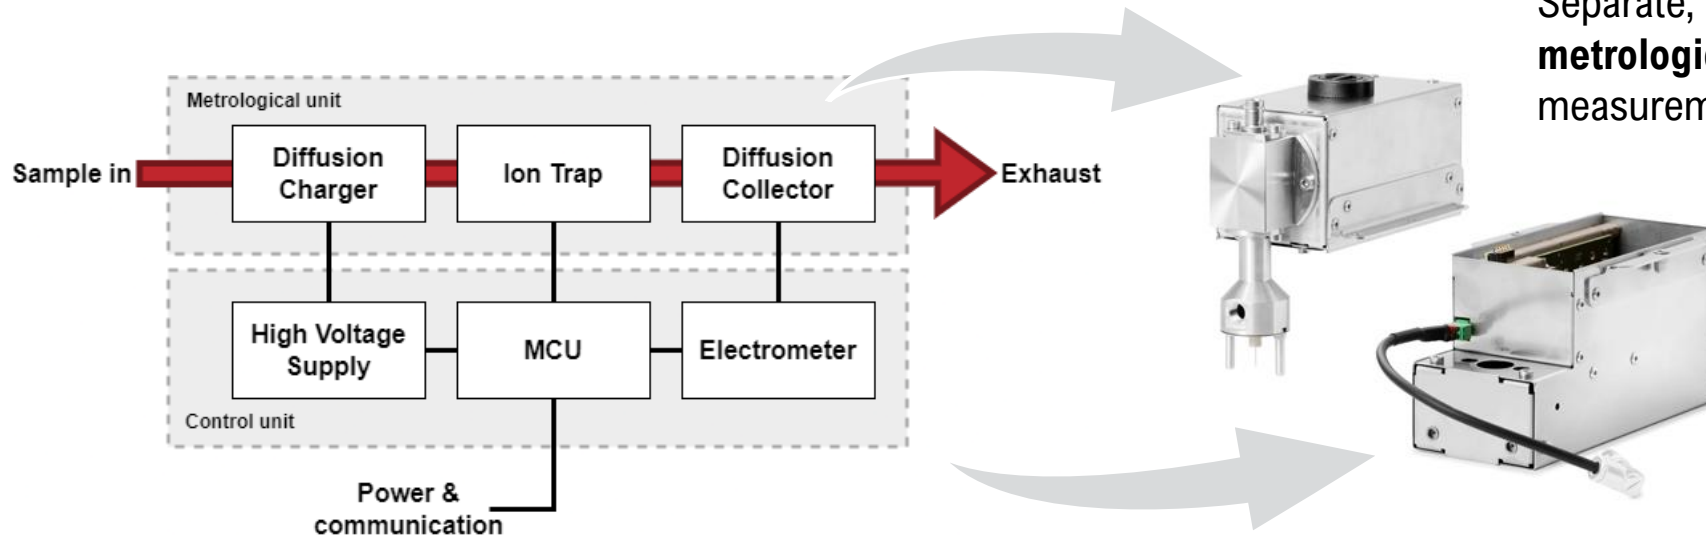 Separate,
measurem
Metrological unit
Sample in
Diffusion
Charger
Ion Trap
Diffusion
Collector
Exhaust
High Voltage
Supply
MCU
Electrometer
Control unit
Power &
communication